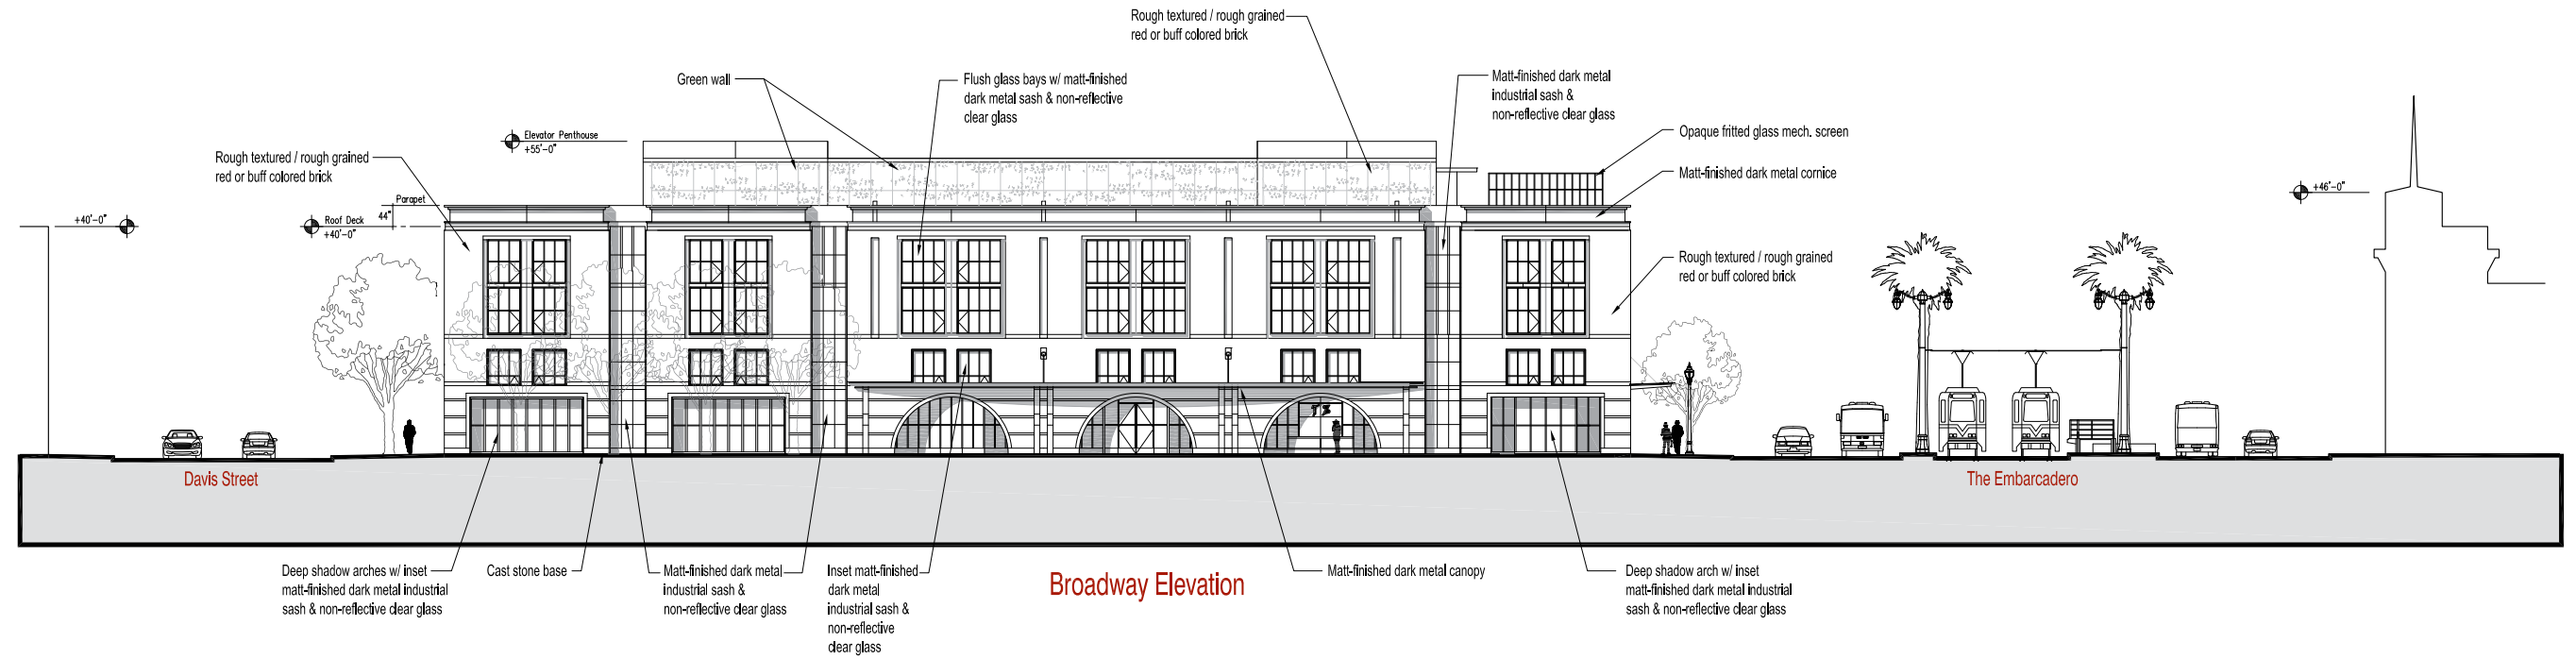 Rough textured / rough grained
red or buff colored brick
Green wall
Flush glass bays w/ matt-finished
dark metal sash & non-reflective
clear glass
Matt-finished dark metal
industrial sash &
non-reflective clear glass
Elevator Penthouse
+55'-0"
Opaque fritted glass mech. screen
Rough textured / rough grained
red or buff colored brick
Matt-finished dark metal cornice
+46'-0"
Parapet
44"
+40'-0"
Roof Deck
+40'-0"
Rough textured / rough grained
red or buff colored brick
Davis Street
The Embarcadero
Deep shadow arches w/ inset
matt-finished dark metal industrial
sash & non-reflective clear glass
Cast stone base
Matt-finished dark metal
industrial sash &
non-reflective clear glass
Inset matt-finished
dark metal
industrial sash &
non-reflective
clear glass
Broadway Elevation
Matt-finished dark metal canopy
Deep shadow arch w/ inset
matt-finished dark metal industrial
sash & non-reflective clear glass